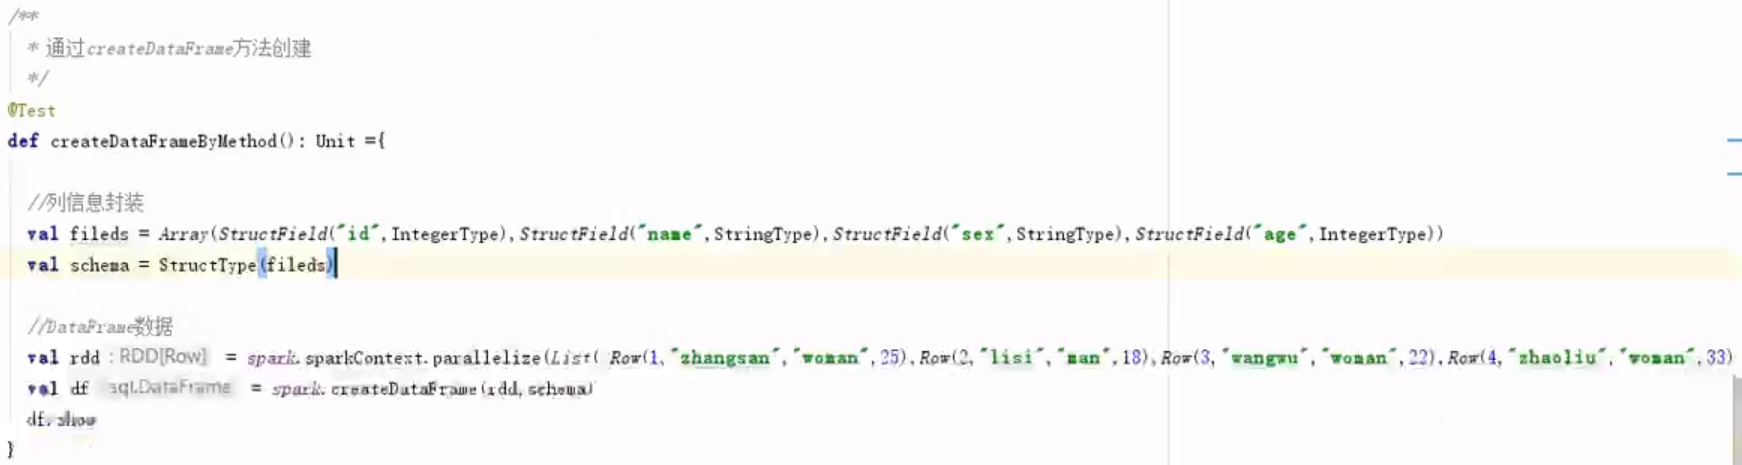 /**
* 通过createDataFrame方法创建
*/
@Test
def createDataFrameByMethod(): Unit ={
//列信息封装
val fileds = Array(StructField("id",IntegerType),StructField("name",StringType),StructField("sex",StringType),StructField("age",IntegerType))
val schema = StructType(fileds)
//DataFrame数据
val rdd : RDD[Row] = spark.sparkContext.parallelize(List( Row(1,"zhangsan","woman",25),Row(2,"lisi","man",18),Row(3,"wangwu","woman",22),Row(4,"zhaoliu","woman",33)
val df sql.DataFrame = spark.createDataFrame(rdd,schema)
df.show
}